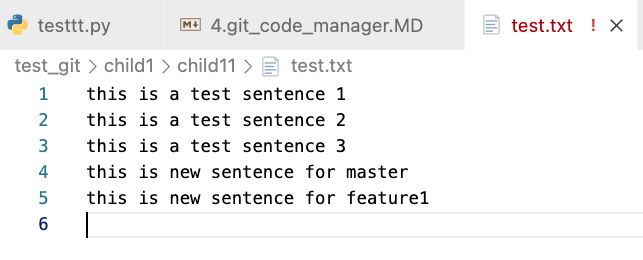 testtt.py 4.git_code_manager.MD test.txt ! ×
test_git > child1 > child11 > test.txt
1 this is a test sentence 1
2 this is a test sentence 2
3 this is a test sentence 3
4 this is new sentence for master
5 this is new sentence for feature1
6